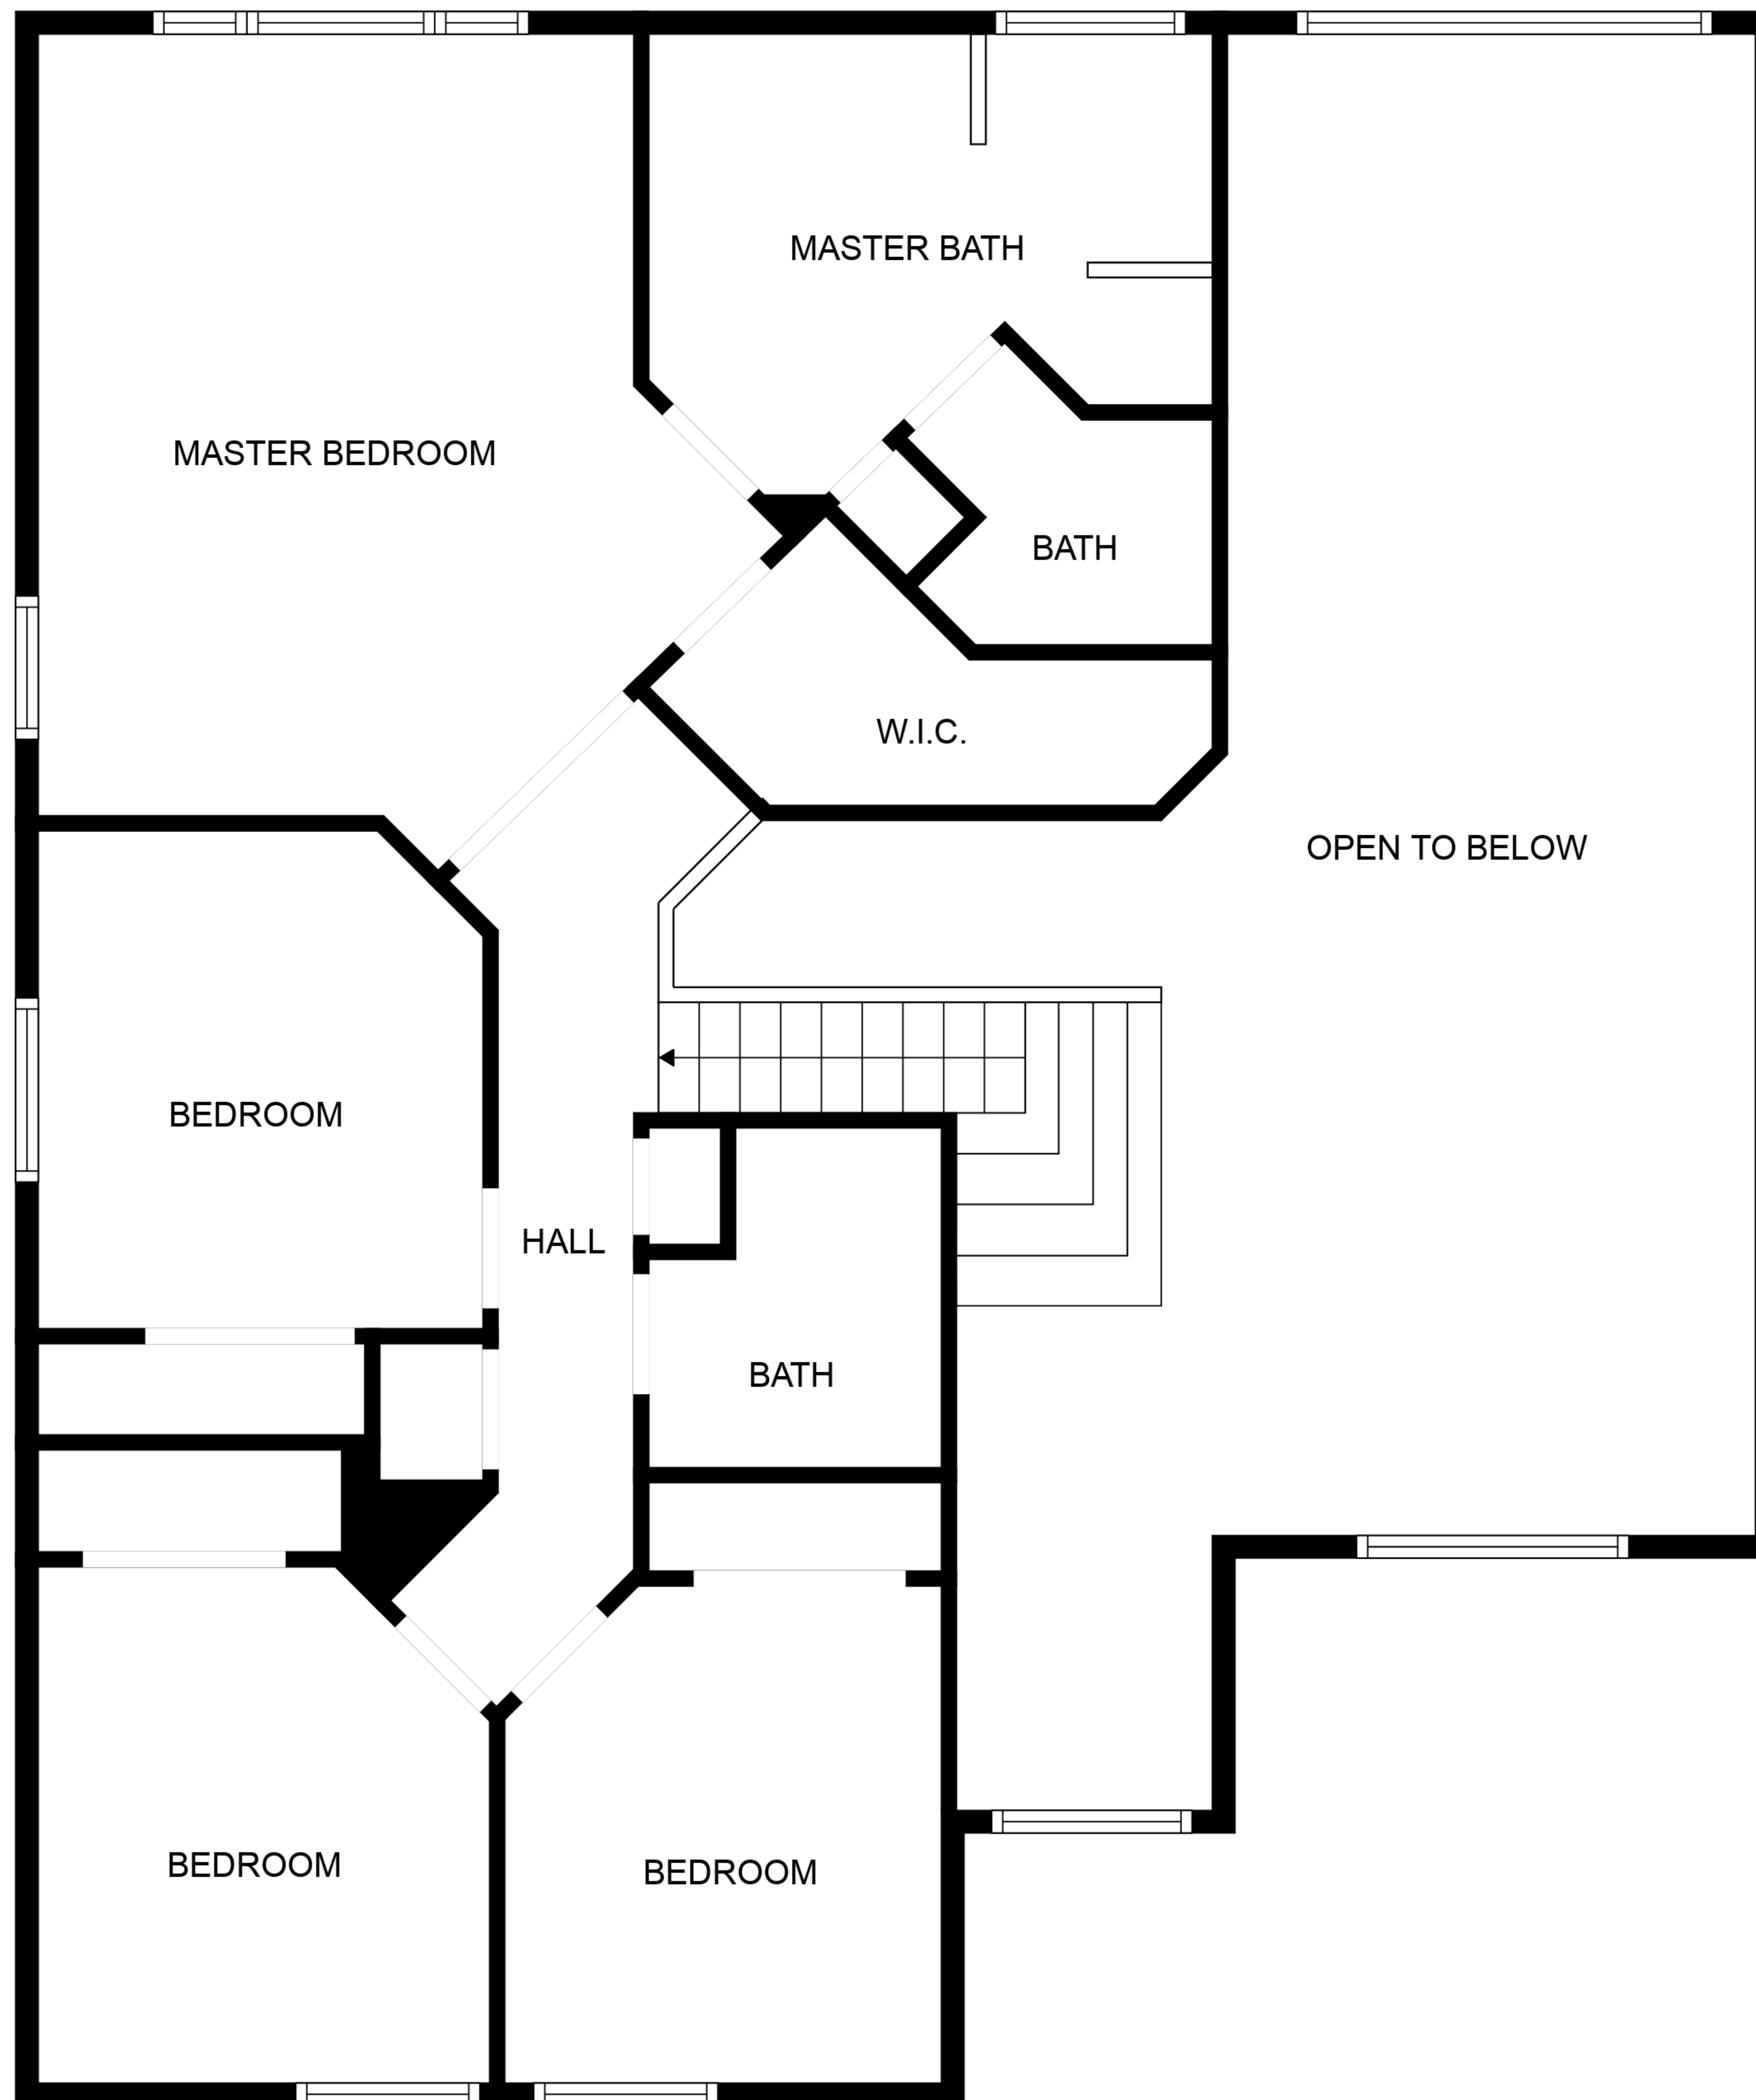 MASTER BATH
MASTER BEDROOM
BATH
W.I.C.
OPEN TO BELOW
BEDROOM
HALL
BATH
BEDROOM
BEDROOM